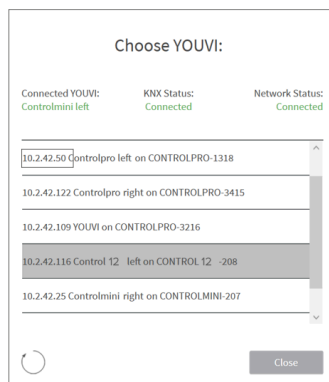 Choose YOUVI:
Connected YOUVI: KNX Status: Network Status:
Controlmini left Connected Connected
10.2.42.50 Controlpro left on CONTROLPRO-1318
10.2.42.122 Controlpro right on CONTROLPRO-3415
10.2.42.109 YOUVI on CONTROLPRO-3216
10.2.42.116 Control 12 left on CONTROL 12 -208
10.2.42.25 Controlmini right on CONTROLMINI-207
Close